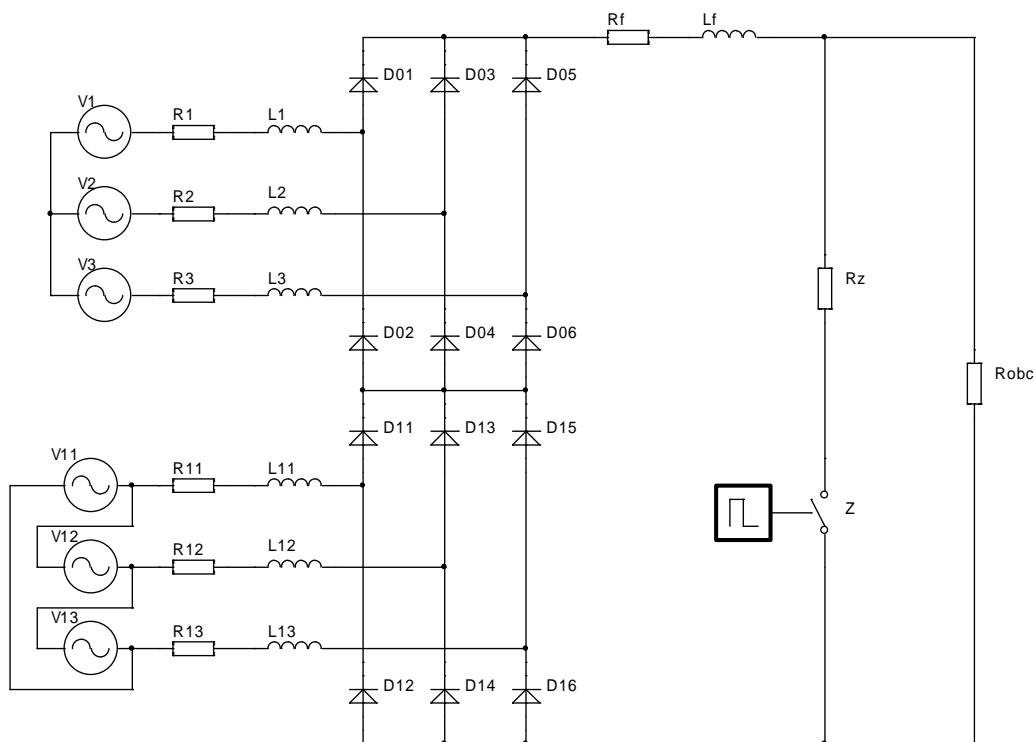 Rf
Lf
D01
D03
D05
V1
R1
L1
V2
R2
L2
V3
R3
L3
Rz
D02
D04
D06
Robc
D11
D13
D15
V11
R11
L11
Z
V12
R12
L12
V13
R13
L13
D12
D14
D16